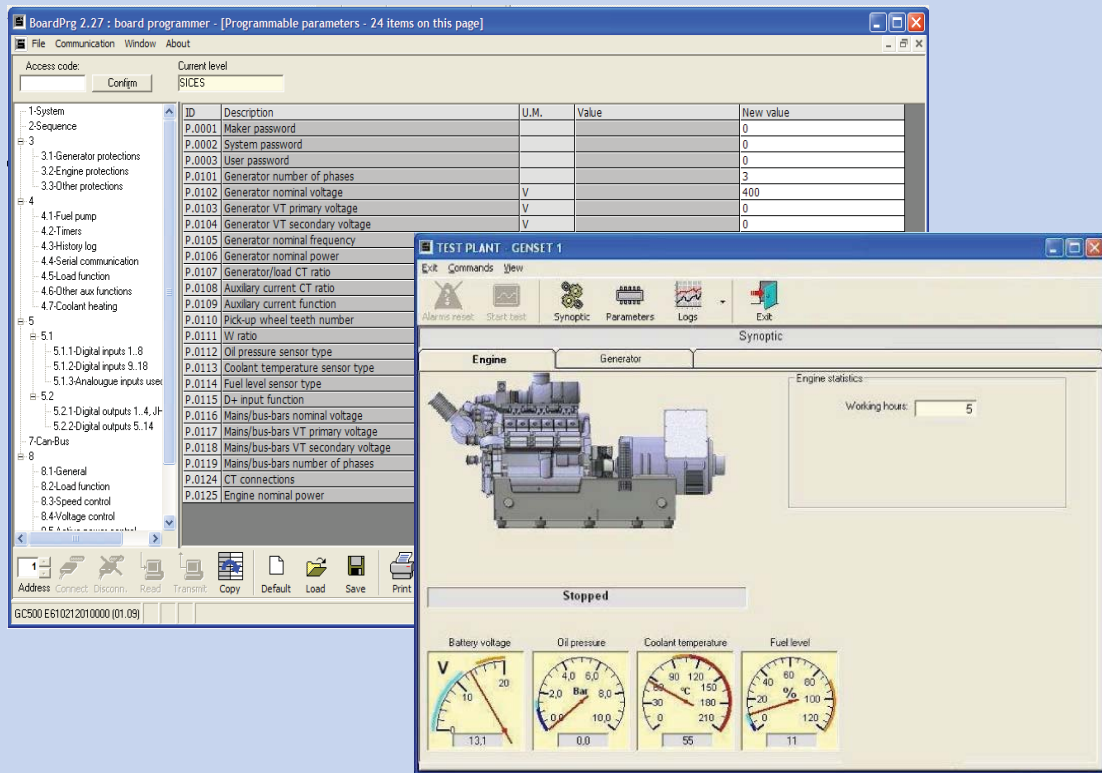 BoardPrg 2.27 : board programmer - [Programmable parameters - 24 items on this page]
File Communication Window About
Access code: Current level
Confirm SICES
1-System
2-Sequence
3
3.1-Generator protections
3.2-Engine protections
3.3-Other protections
4
4.1-Fuel pump
4.2-Timers
4.3-History log
4.4-Serial communication
4.5-Load function
4.6-Other aux functions
4.7-Coolant heating
5
5.1
5.1.1-Digital inputs 1..8
5.1.2-Digital inputs 9..18
5.1.3-Analougue inputs used
5.2
5.2.1-Digital outputs 1..4, JH
5.2.2-Digital outputs 5..14
7-Can-Bus
8
8.1-General
8.2-Load function
8.3-Speed control
8.4-Voltage control
ID Description U.M. Value New value
P.0001 Maker password 0
P.0002 System password 0
P.0003 User password 0
P.0101 Generator number of phases 3
P.0102 Generator nominal voltage V 400
P.0103 Generator VT primary voltage V 0
P.0104 Generator VT secondary voltage V 0
P.0105 Generator nominal frequency
P.0106 Generator nominal power
P.0107 Generator/load CT ratio
P.0108 Auxilary current CT ratio
P.0109 Auxilary current function
P.0110 Pick-up wheel teeth number
P.0111 W ratio
P.0112 Oil pressure sensor type
P.0113 Coolant temperature sensor type
P.0114 Fuel level sensor type
P.0115 D+ input function
P.0116 Mains/bus-bars nominal voltage
P.0117 Mains/bus-bars VT primary voltage
P.0118 Mains/bus-bars VT secondary voltage
P.0119 Mains/bus-bars number of phases
P.0124 CT connections
P.0125 Engine nominal power
1
Address Connect Disconn. Read Transmit Copy Default Load Save Print
GC500 E610212010000 (01.09)
TEST PLANT - GENSET 1
Exit Commands View
Alarms reset Start test Synoptic Parameters Logs Exit
Synoptic
Engine Generator
Engine statistics
Working hours: 5
Stopped
Battery voltage Oil pressure Coolant temperature Fuel level
V 0 10 20
13,1
Bar 0,0 2,0 4,0 6,0 8,0 10,0
0,0
°C 0 30 60 90 120 150 180 210
55
% 0 20 40 60 80 100 120
11